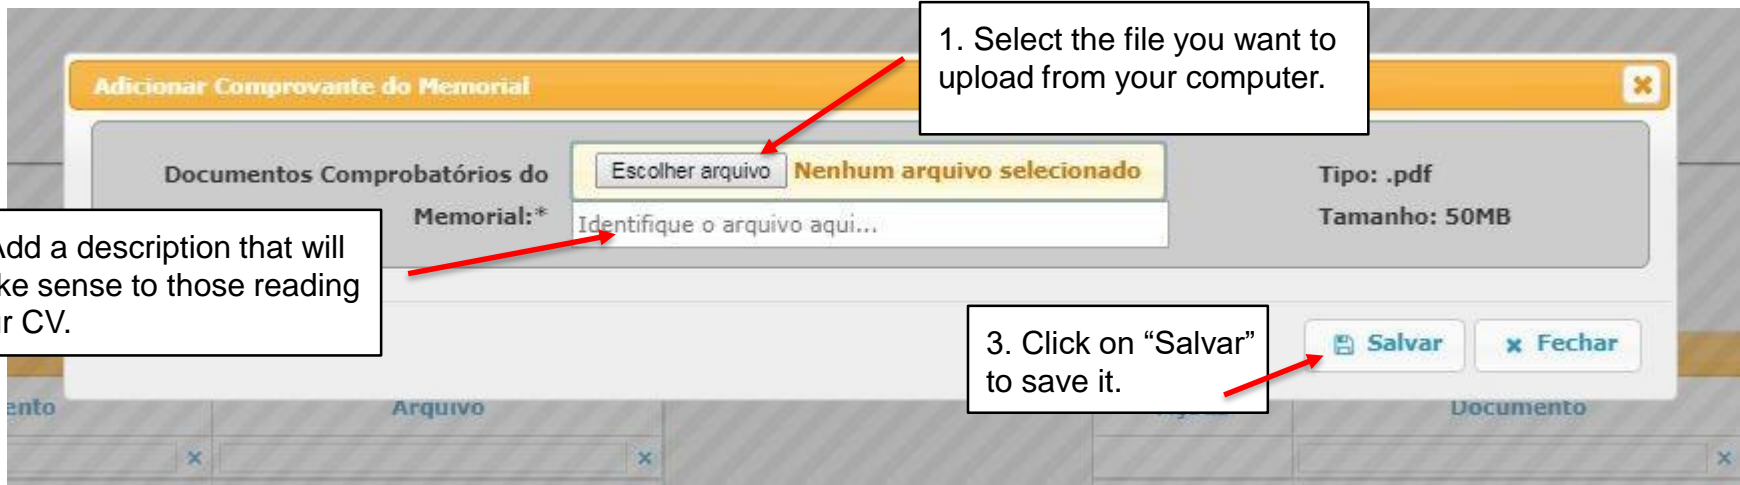 1. Select the file you want to
upload from your computer.
Adicionar Comprovante do Memorial
Documentos Comprobatórios do
Memorial:*
Escolher arquivo Nenhum arquivo selecionado
Identifique o arquivo aqui...
Tipo: .pdf
Tamanho: 50MB
Add a description that will
ke sense to those reading
ur CV.
3. Click on “Salvar”
to save it.
Salvar
Fechar
ento
Arquivo
Documento